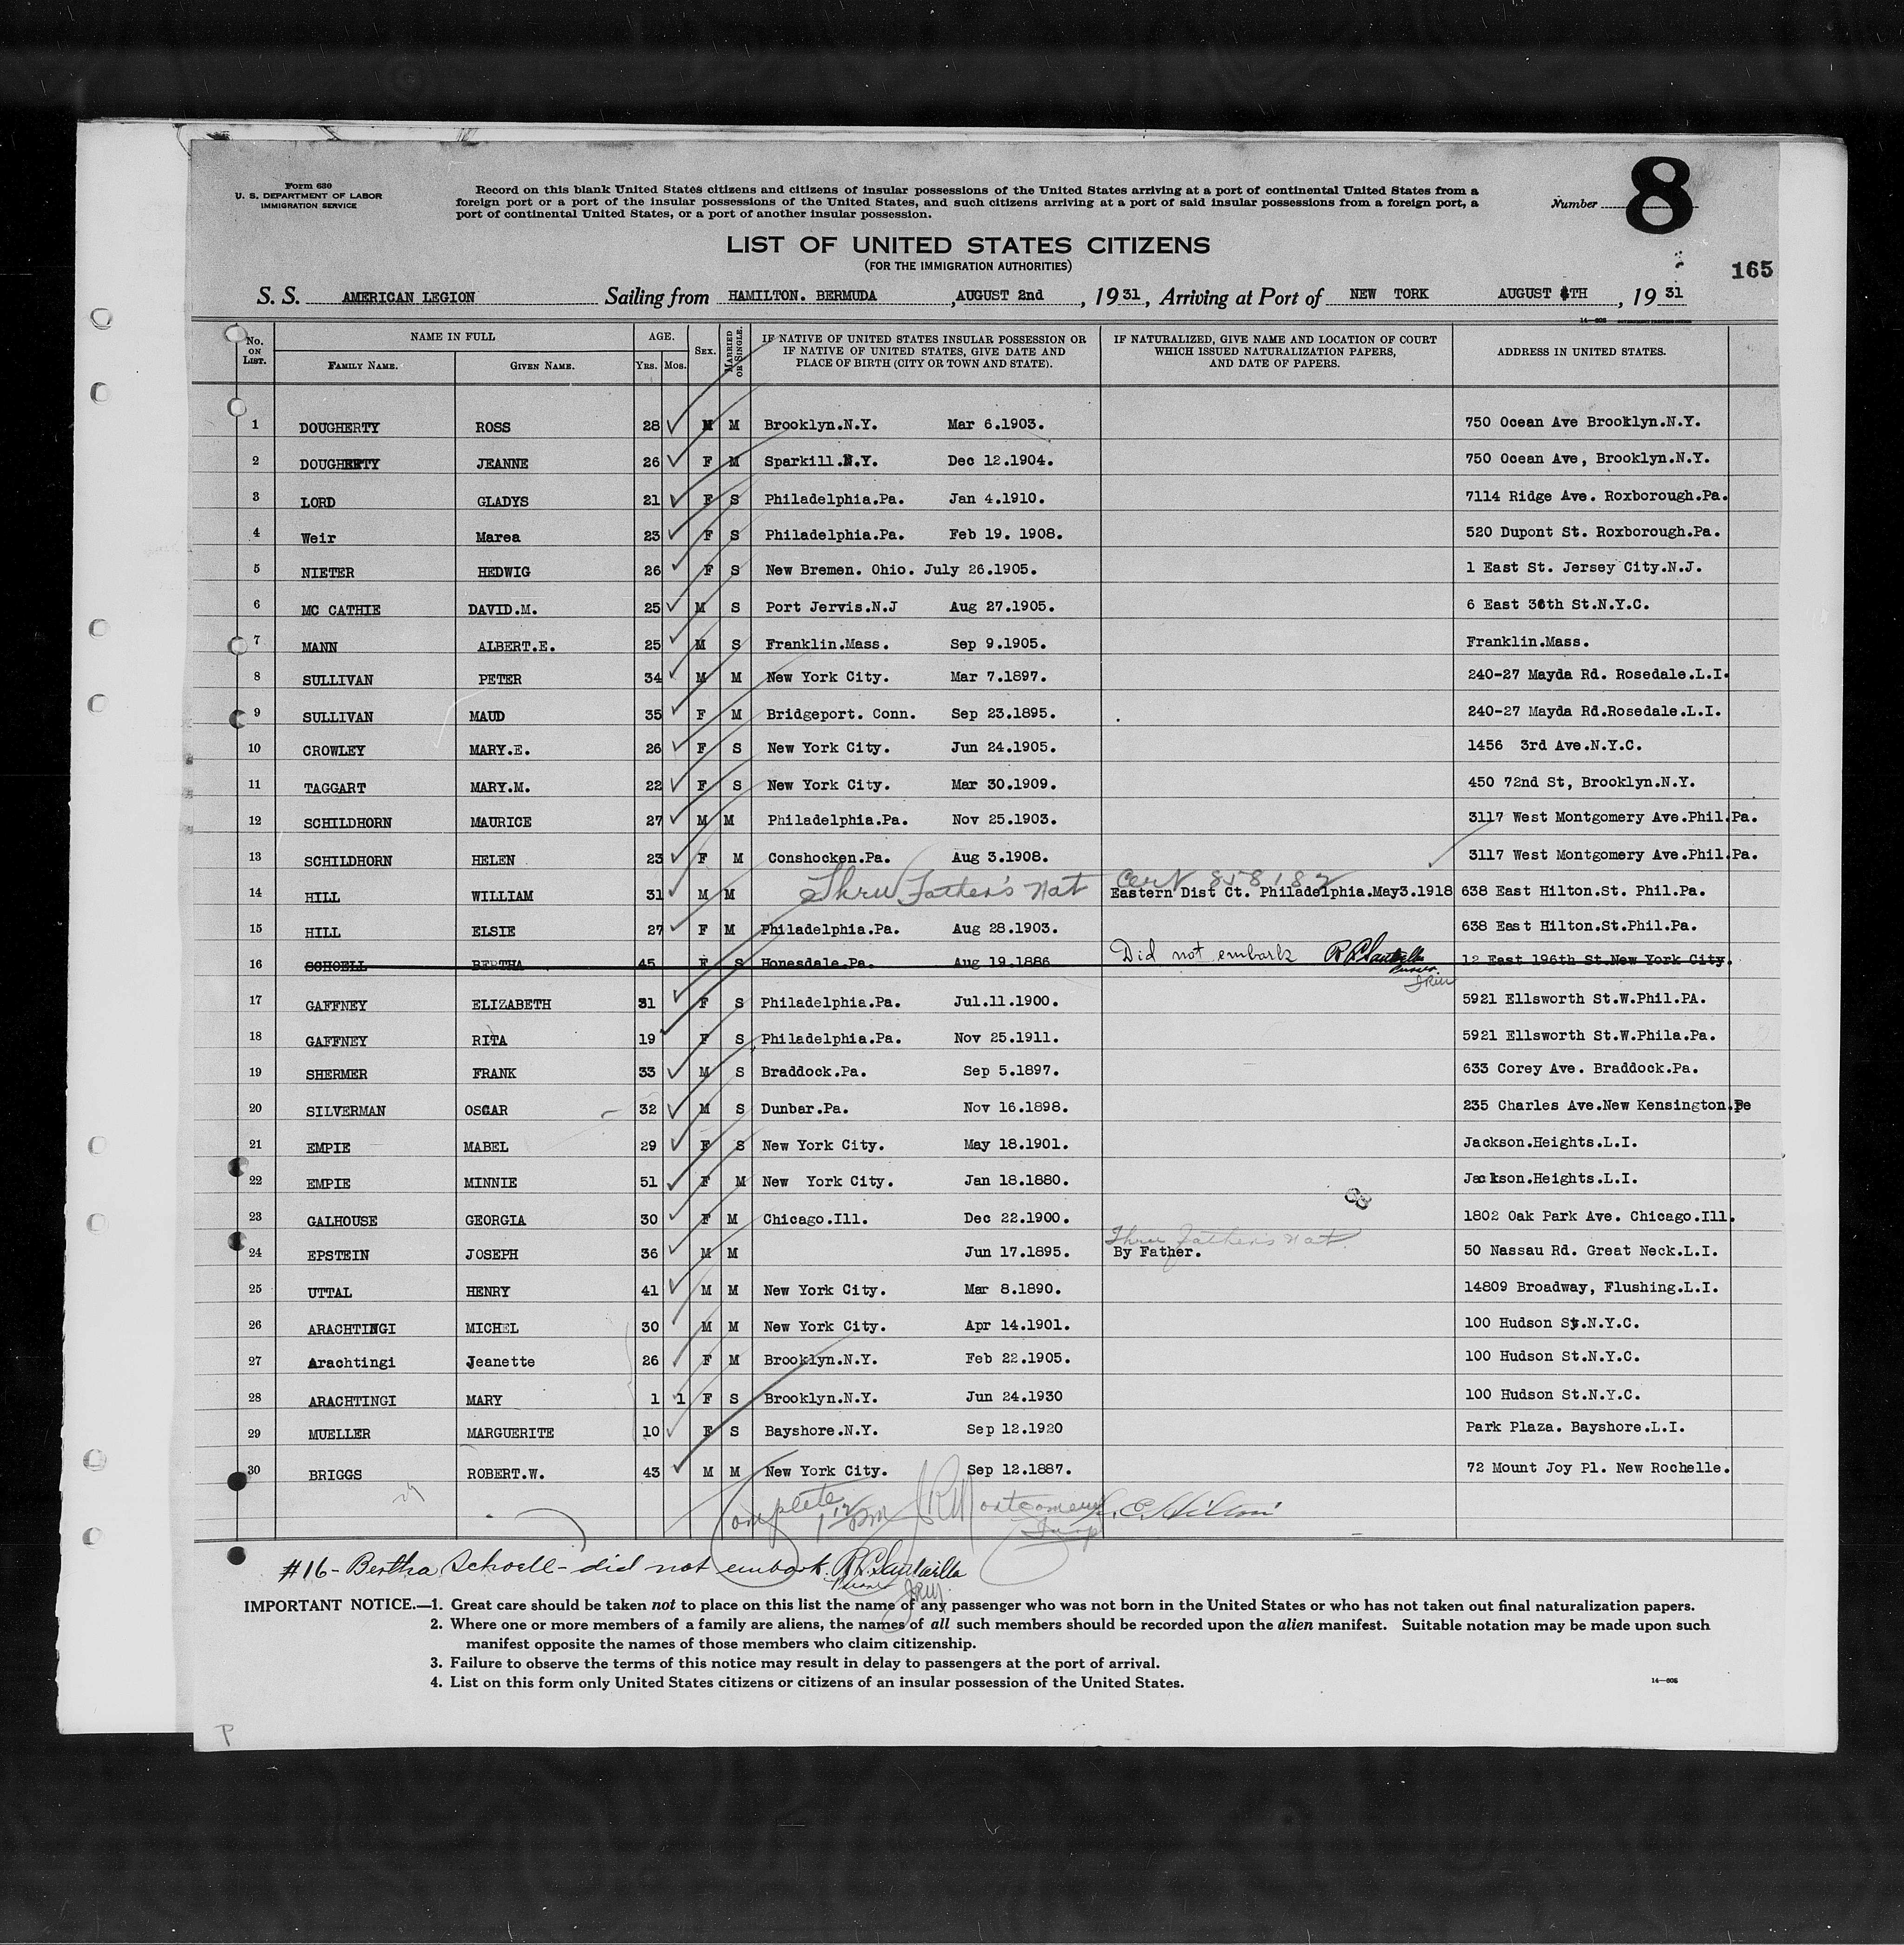 Form 630
U. S. DEPARTMENT OF LABOR
IMMIGRATION SERVICE
Record on this blank United States citizens and citizens of insular possessions of the United States arriving at a port of continental United States from a
foreign port or a port of the insular possessions of the United States, and such citizens arriving at a port of said insular possessions from a foreign port, a
port of continental United States, or a port of another insular possession.
Number 8
LIST OF UNITED STATES CITIZENS
(FOR THE IMMIGRATION AUTHORITIES)
165
S. S. AMERICAN LEGION Sailing from HAMILTON. BERMUDA , AUGUST 2nd , 1931, Arriving at Port of NEW YORK AUGUST 4TH , 1931
No. ON LIST. NAME IN FULL FAMILY NAME. GIVEN NAME. AGE. YRS. MOS. SEX. MARRIED OR SINGLE. IF NATIVE OF UNITED STATES INSULAR POSSESSION OR IF NATIVE OF UNITED STATES, GIVE DATE AND PLACE OF BIRTH (CITY OR TOWN AND STATE). IF NATURALIZED, GIVE NAME AND LOCATION OF COURT WHICH ISSUED NATURALIZATION PAPERS, AND DATE OF PAPERS. ADDRESS IN UNITED STATES.
1 DOUGHERTY ROSS 28 M M Brooklyn.N.Y. Mar 6.1903. 750 Ocean Ave Brooklyn.N.Y.
2 DOUGHERTY JEANNE 26 F M Sparkill.N.Y. Dec 12.1904. 750 Ocean Ave, Brooklyn.N.Y.
3 LORD GLADYS 21 F S Philadelphia.Pa. Jan 4.1910. 7114 Ridge Ave. Roxborough.Pa.
4 Weir Marea 23 F S Philadelphia.Pa. Feb 19. 1908. 520 Dupont St. Roxborough.Pa.
5 NIETER HEDWIG 26 F S New Bremen. Ohio. July 26.1905. 1 East St. Jersey City.N.J.
6 MC CATHIE DAVID.M. 25 M S Port Jervis.N.J Aug 27.1905. 6 East 36th St.N.Y.C.
7 MANN ALBERT.E. 25 M S Franklin.Mass. Sep 9.1905. Franklin.Mass.
8 SULLIVAN PETER 34 M M New York City. Mar 7.1897. 240-27 Mayda Rd. Rosedale.L.I.
9 SULLIVAN MAUD 35 F M Bridgeport. Conn. Sep 23.1895. 240-27 Mayda Rd.Rosedale.L.I.
10 CROWLEY MARY.E. 26 F S New York City. Jun 24.1905. 1456 3rd Ave.N.Y.C.
11 TAGGART MARY.M. 22 F S New York City. Mar 30.1909. 450 72nd St, Brooklyn.N.Y.
12 SCHILDHORN MAURICE 27 M M Philadelphia.Pa. Nov 25.1903. 3117 West Montgomery Ave.Phil.Pa.
13 SCHILDHORN HELEN 23 F M Conshocken.Pa. Aug 3.1908. 3117 West Montgomery Ave.Phil.Pa.
14 HILL WILLIAM 31 M M Thru Father's Nat Cert 858182 Eastern Dist Ct. Philadelphia.May3.1918 638 East Hilton.St. Phil.Pa.
15 HILL ELSIE 27 F M Philadelphia.Pa. Aug 28.1903. 638 East Hilton.St.Phil.Pa.
16 SCHOELL BERTHA 45 F S Honesdale.Pa. Aug 19.1886 Did not embark Purser JRM 12 East 196th St.New York City.
17 GAFFNEY ELIZABETH 31 F S Philadelphia.Pa. Jul.11.1900. 5921 Ellsworth St.W.Phil.PA.
18 GAFFNEY RITA 19 F S Philadelphia.Pa. Nov 25.1911. 5921 Ellsworth St.W.Phila.Pa.
19 SHERMER FRANK 33 M S Braddock.Pa. Sep 5.1897. 633 Corey Ave. Braddock.Pa.
20 SILVERMAN OSCAR 32 M S Dunbar.Pa. Nov 16.1898. 235 Charles Ave.New Kensington.Pe
21 EMPIE MABEL 29 F S New York City. May 18.1901. Jackson.Heights.L.I.
22 EMPIE MINNIE 51 F M New York City. Jan 18.1880. Jackson.Heights.L.I.
23 GALHOUSE GEORGIA 30 F M Chicago.Ill. Dec 22.1900. 1802 Oak Park Ave. Chicago.Ill.
24 EPSTEIN JOSEPH 36 M M Jun 17.1895. Thru Father's Nat. By Father. 50 Nassau Rd. Great Neck.L.I.
25 UTTAL HENRY 41 M M New York City. Mar 8.1890. 14809 Broadway, Flushing.L.I.
26 ARACHTINGI MICHEL 30 M M New York City. Apr 14.1901. 100 Hudson St.N.Y.C.
27 Arachtingi Jeanette 26 F M Brooklyn.N.Y. Feb 22.1905. 100 Hudson St.N.Y.C.
28 ARACHTINGI MARY 1 1 F S Brooklyn.N.Y. Jun 24.1930 100 Hudson St.N.Y.C.
29 MUELLER MARGUERITE 10 F S Bayshore.N.Y. Sep 12.1920 Park Plaza. Bayshore.L.I.
30 BRIGGS ROBERT.W. 43 M M New York City. Sep 12.1887. 72 Mount Joy Pl. New Rochelle.
Complete 12 PM JRMontgomery Insp
#16 - Bertha Schoell - did not embark. Purser JRM
IMPORTANT NOTICE.—1. Great care should be taken not to place on this list the name of any passenger who was not born in the United States or who has not taken out final naturalization papers.
2. Where one or more members of a family are aliens, the names of all such members should be recorded upon the alien manifest. Suitable notation may be made upon such
manifest opposite the names of those members who claim citizenship.
3. Failure to observe the terms of this notice may result in delay to passengers at the port of arrival.
4. List on this form only United States citizens or citizens of an insular possession of the United States.
14—606
P